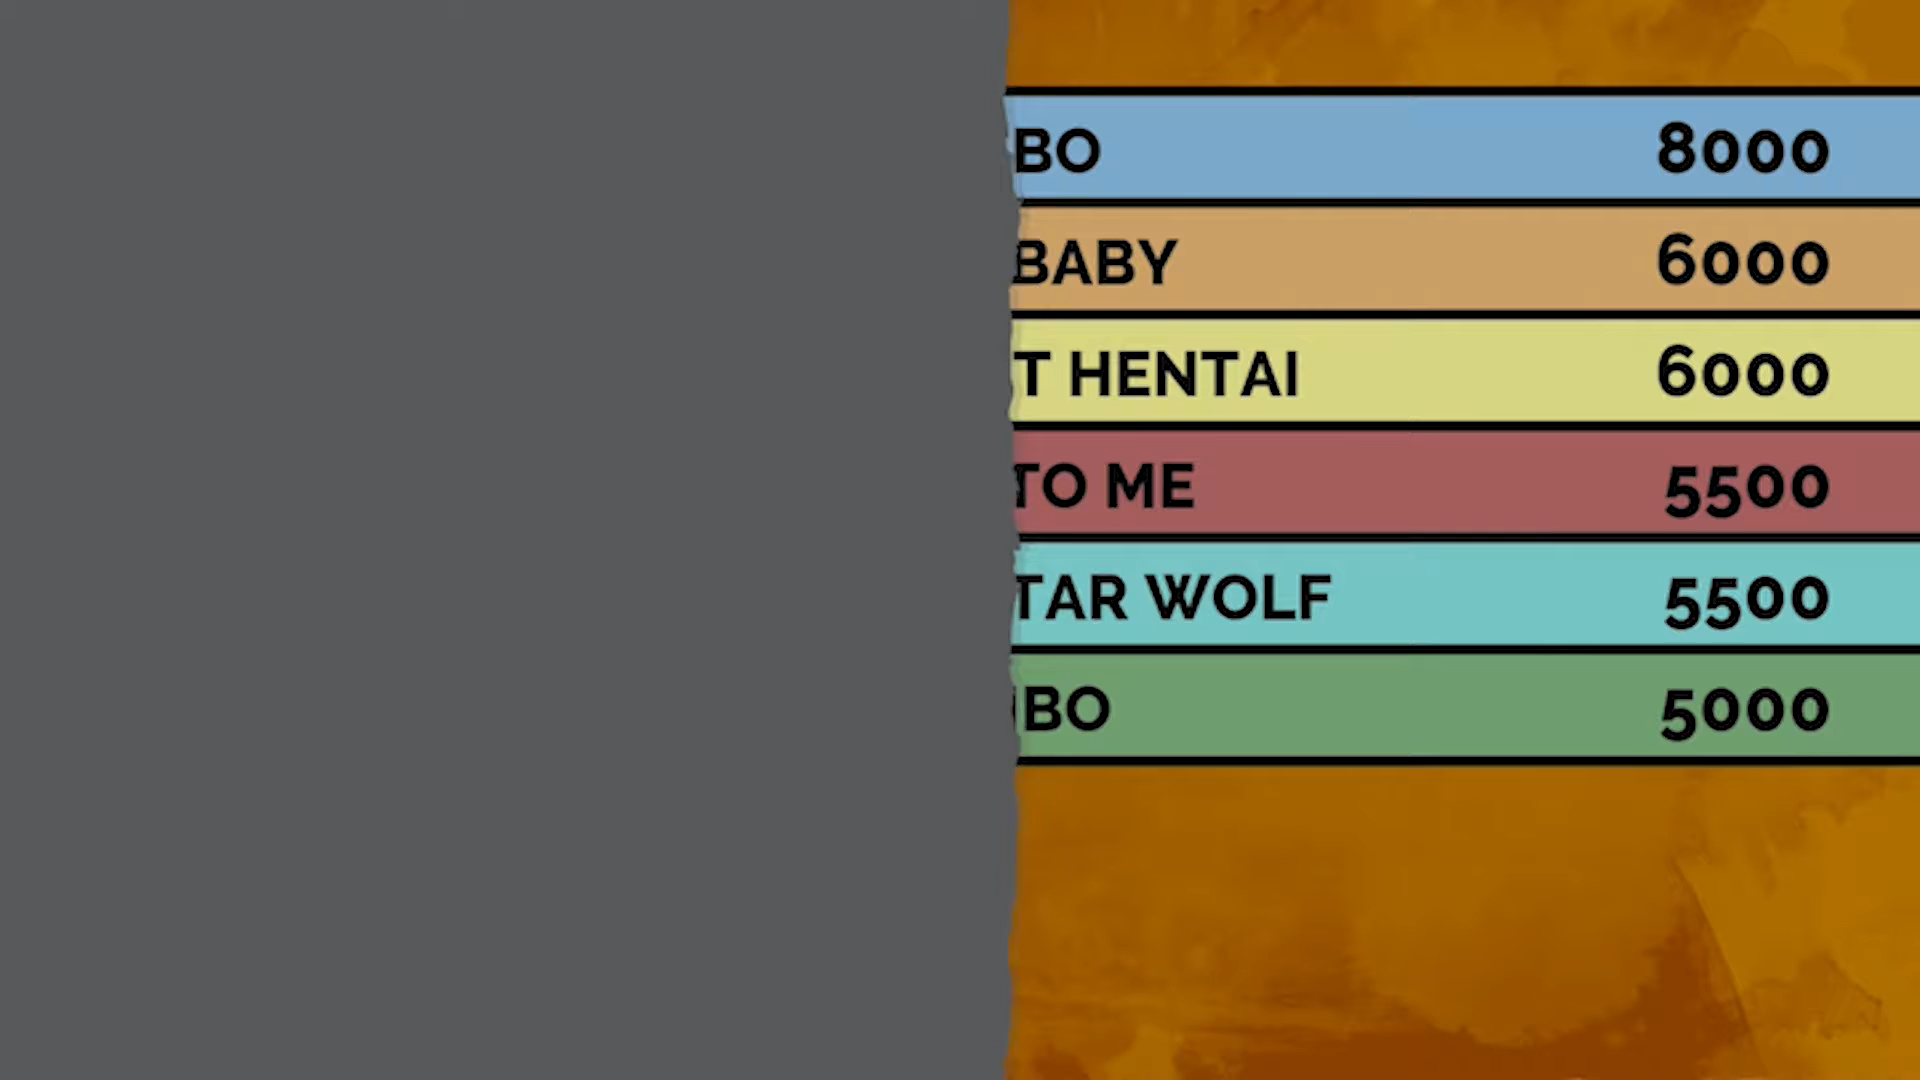 BO 8000
BABY 6000
T HENTAI 6000
TO ME 5500
TAR WOLF 5500
BO 5000